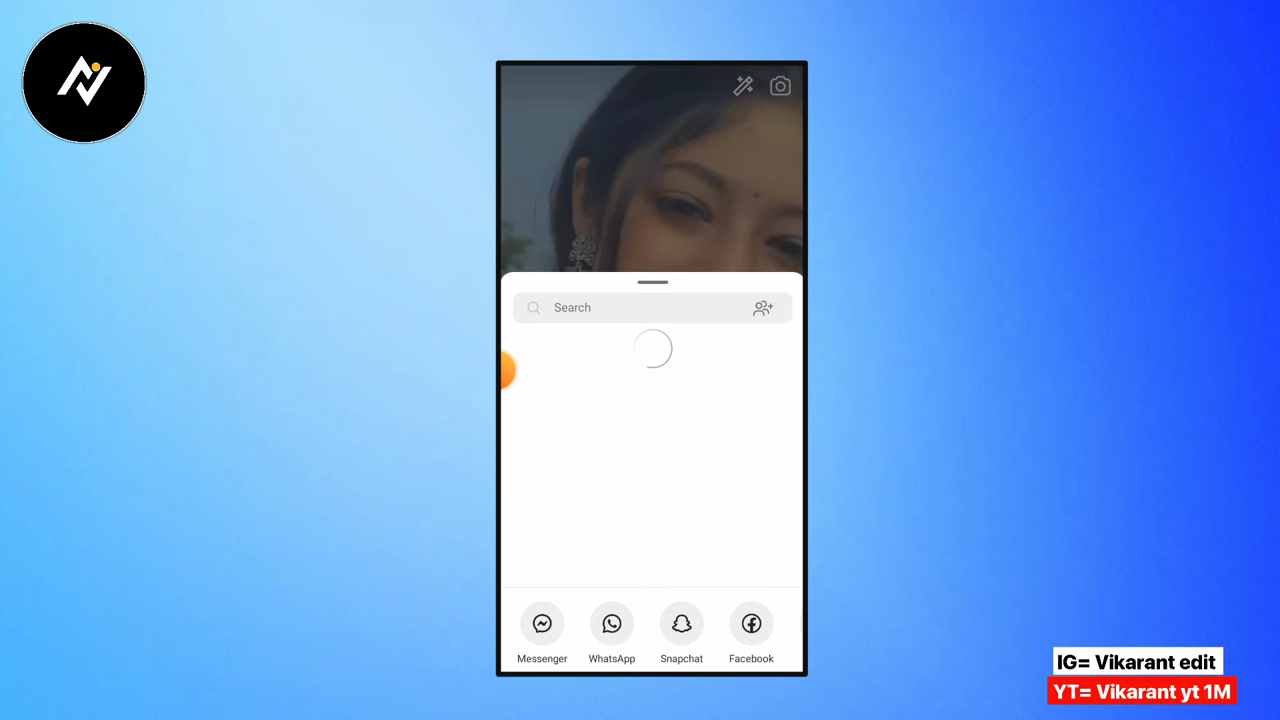 Search
Messenger WhatsApp Snapchat Facebook
IG= Vikarant edit
YT= Vikarant yt 1M